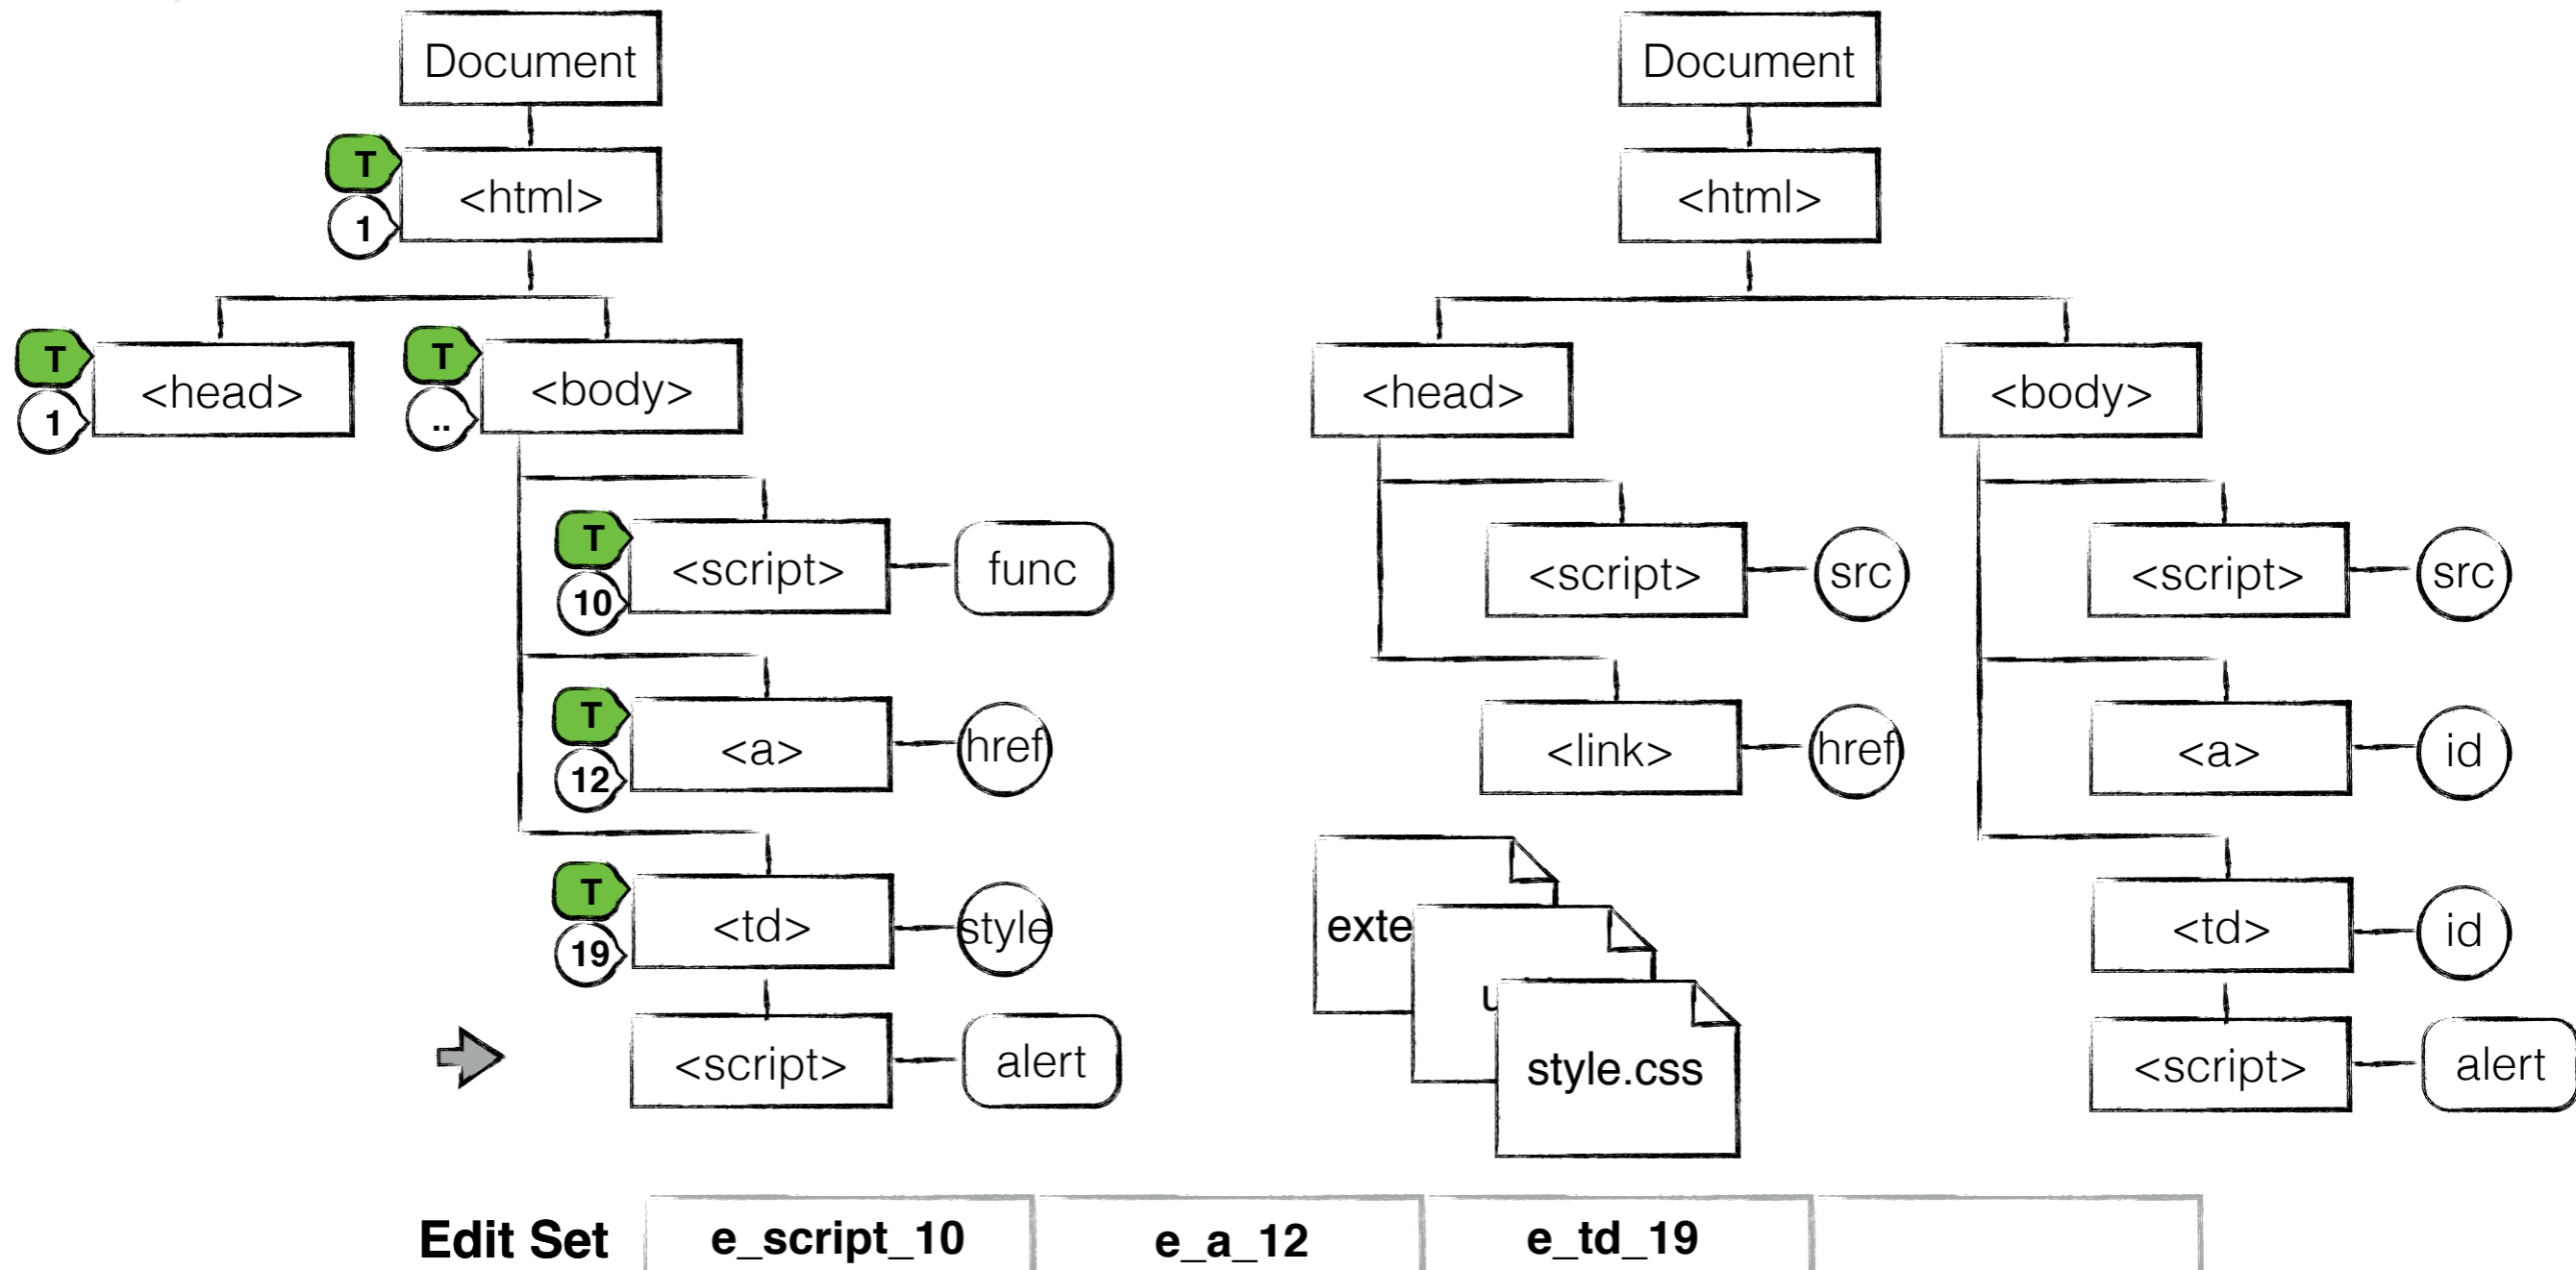 Document
Document
T
<html>
1
<html>
T
<head>
1
T
<body>
..
<head>
<body>
T
<script>
func
10
<script>
src
<script>
src
T
<a>
href
12
<link>
href
<a>
id
T
<td>
style
19
exte
<td>
id
u
<script>
alert
style.css
<script>
alert
Edit Set
e_script_10
e_a_12
e_td_19